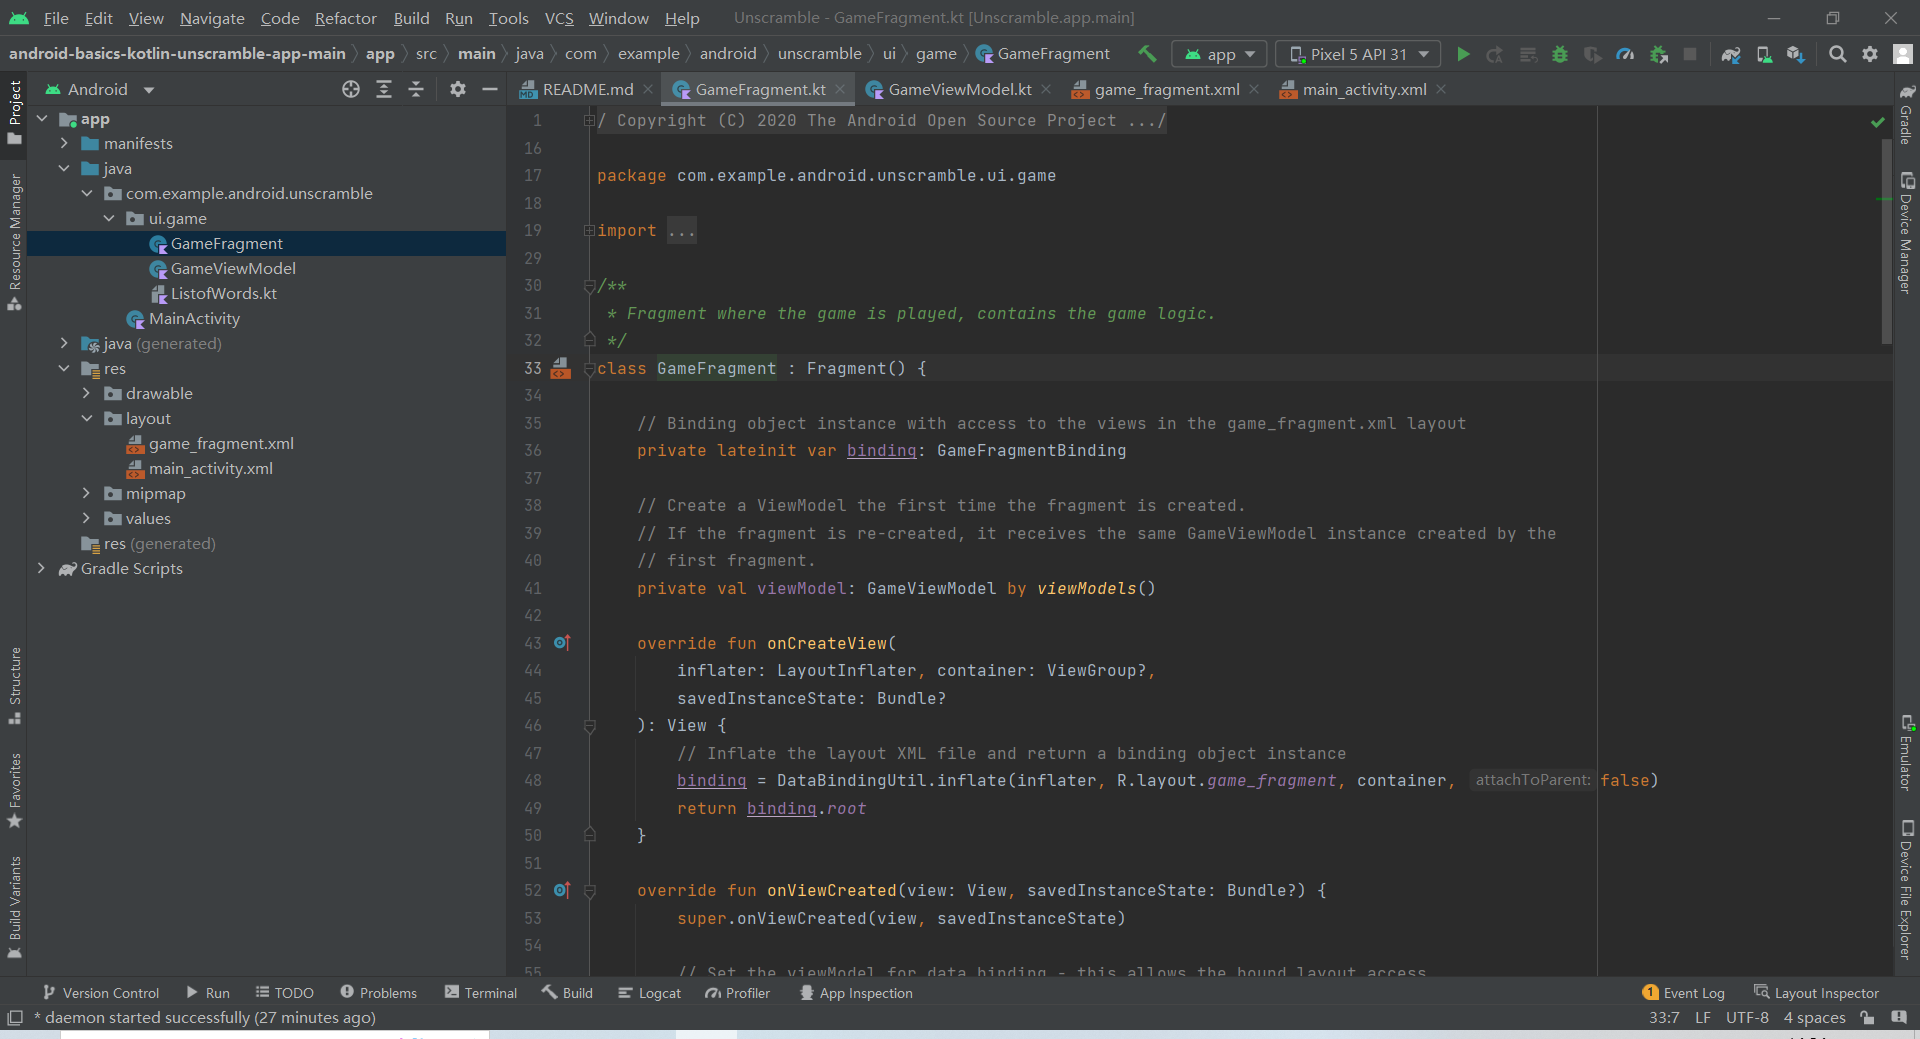 File Edit View Navigate Code Refactor Build Run Tools VCS Window Help Unscramble - GameFragment.kt [Unscramble.app.main]
android-basics-kotlin-unscramble-app-main app src main java com example android unscramble ui game GameFragment app Pixel 5 API 31
Project
Resource Manager
Structure
Favorites
Build Variants
Android
app
manifests
java
com.example.android.unscramble
ui.game
GameFragment
GameViewModel
ListofWords.kt
MainActivity
java (generated)
res
drawable
layout
game_fragment.xml
main_activity.xml
mipmap
values
res (generated)
Gradle Scripts
README.md GameFragment.kt GameViewModel.kt game_fragment.xml main_activity.xml
1 / Copyright (C) 2020 The Android Open Source Project .../
16
17 package com.example.android.unscramble.ui.game
18
19 import ...
29
30 /**
31 * Fragment where the game is played, contains the game logic.
32 */
33 class GameFragment : Fragment() {
34
35 // Binding object instance with access to the views in the game_fragment.xml layout
36 private lateinit var binding: GameFragmentBinding
37
38 // Create a ViewModel the first time the fragment is created.
39 // If the fragment is re-created, it receives the same GameViewModel instance created by the
40 // first fragment.
41 private val viewModel: GameViewModel by viewModels()
42
43 override fun onCreateView(
44 inflater: LayoutInflater, container: ViewGroup?,
45 savedInstanceState: Bundle?
46 ): View {
47 // Inflate the layout XML file and return a binding object instance
48 binding = DataBindingUtil.inflate(inflater, R.layout.game_fragment, container, attachToParent: false)
49 return binding.root
50 }
51
52 override fun onViewCreated(view: View, savedInstanceState: Bundle?) {
53 super.onViewCreated(view, savedInstanceState)
54
55 // Set the viewModel for data binding - this allows the bound layout access
Gradle
Device Manager
Emulator
Device File Explorer
Version Control Run TODO Problems Terminal Build Logcat Profiler App Inspection 1 Event Log Layout Inspector
* daemon started successfully (27 minutes ago) 33:7 LF UTF-8 4 spaces